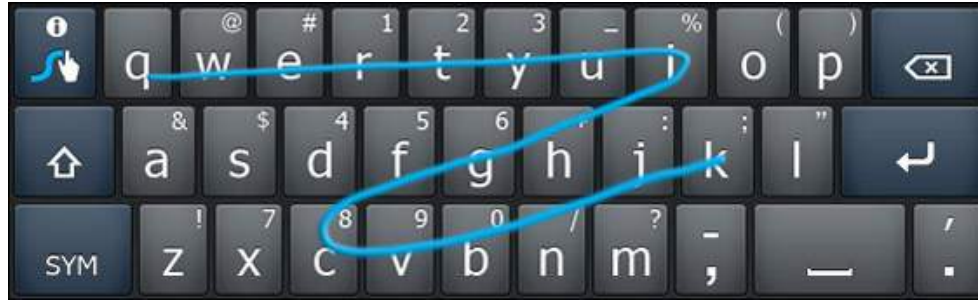 @ # 1 2 3 _ % ( )
q w e r t y u i o p
& $ 4 5 6 : ; "
a s d f g h j k l
! 7 8 9 0 / ? - ,
SYM z x c v b n m , .